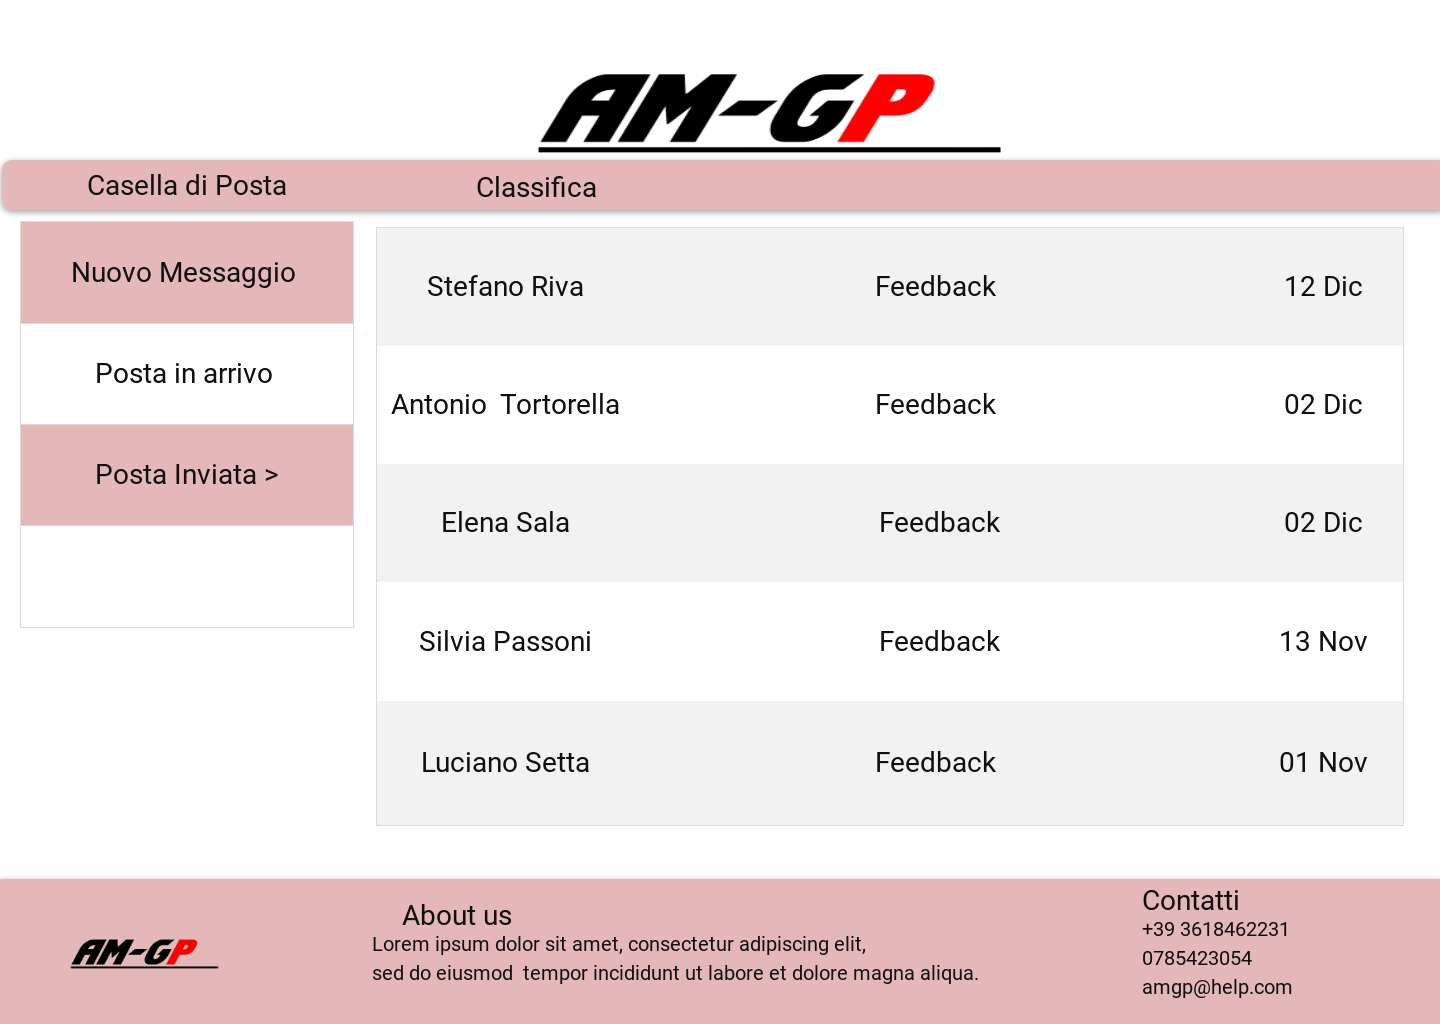 AM-GP
Casella di Posta Classifica
Nuovo Messaggio
Posta in arrivo
Posta Inviata >
Stefano Riva Feedback 12 Dic
Antonio  Tortorella Feedback 02 Dic
Elena Sala Feedback 02 Dic
Silvia Passoni Feedback 13 Nov
Luciano Setta Feedback 01 Nov
AM-GP
About us
Lorem ipsum dolor sit amet, consectetur adipiscing elit,
sed do eiusmod  tempor incididunt ut labore et dolore magna aliqua.
Contatti
+39 3618462231
0785423054
amgp@help.com